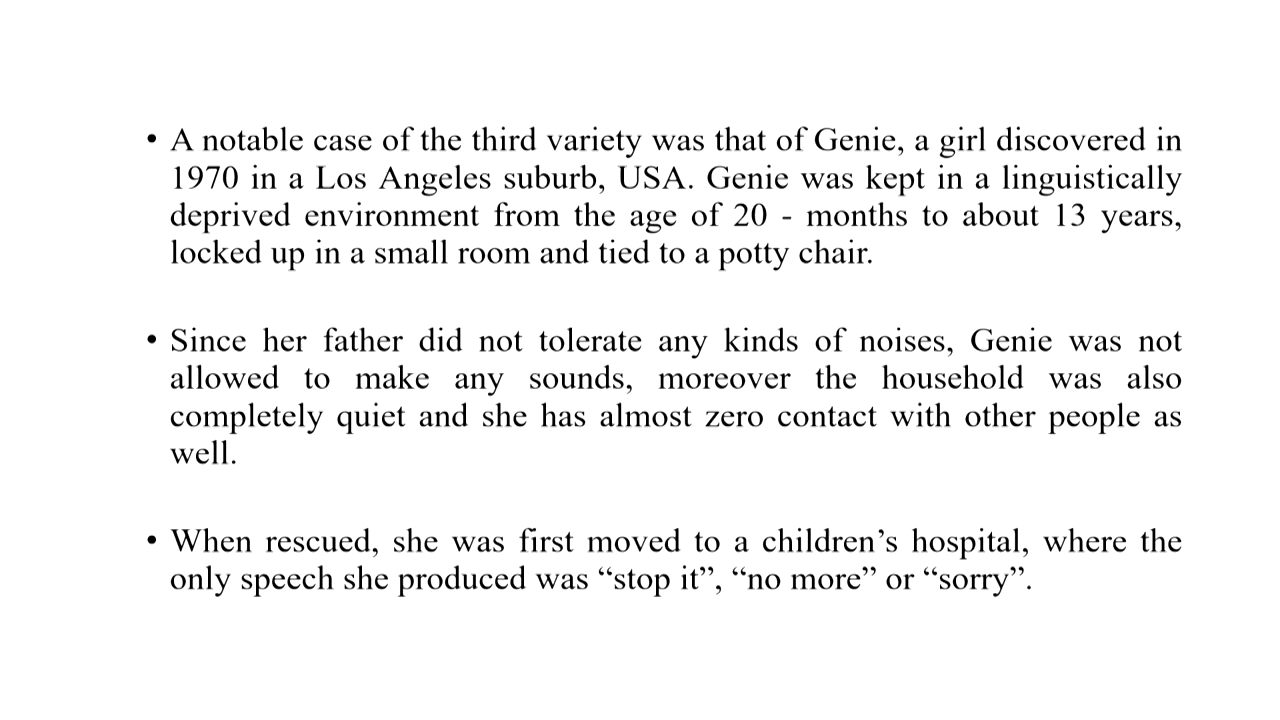 • A notable case of the third variety was that of Genie, a girl discovered in
1970 in a Los Angeles suburb, USA. Genie was kept in a linguistically
deprived environment from the age of 20 - months to about 13 years,
locked up in a small room and tied to a potty chair.
• Since her father did not tolerate any kinds of noises, Genie was not
allowed to make any sounds, moreover the household was also
completely quiet and she has almost zero contact with other people as
well.
• When rescued, she was first moved to a children’s hospital, where the
only speech she produced was “stop it”, “no more” or “sorry”.